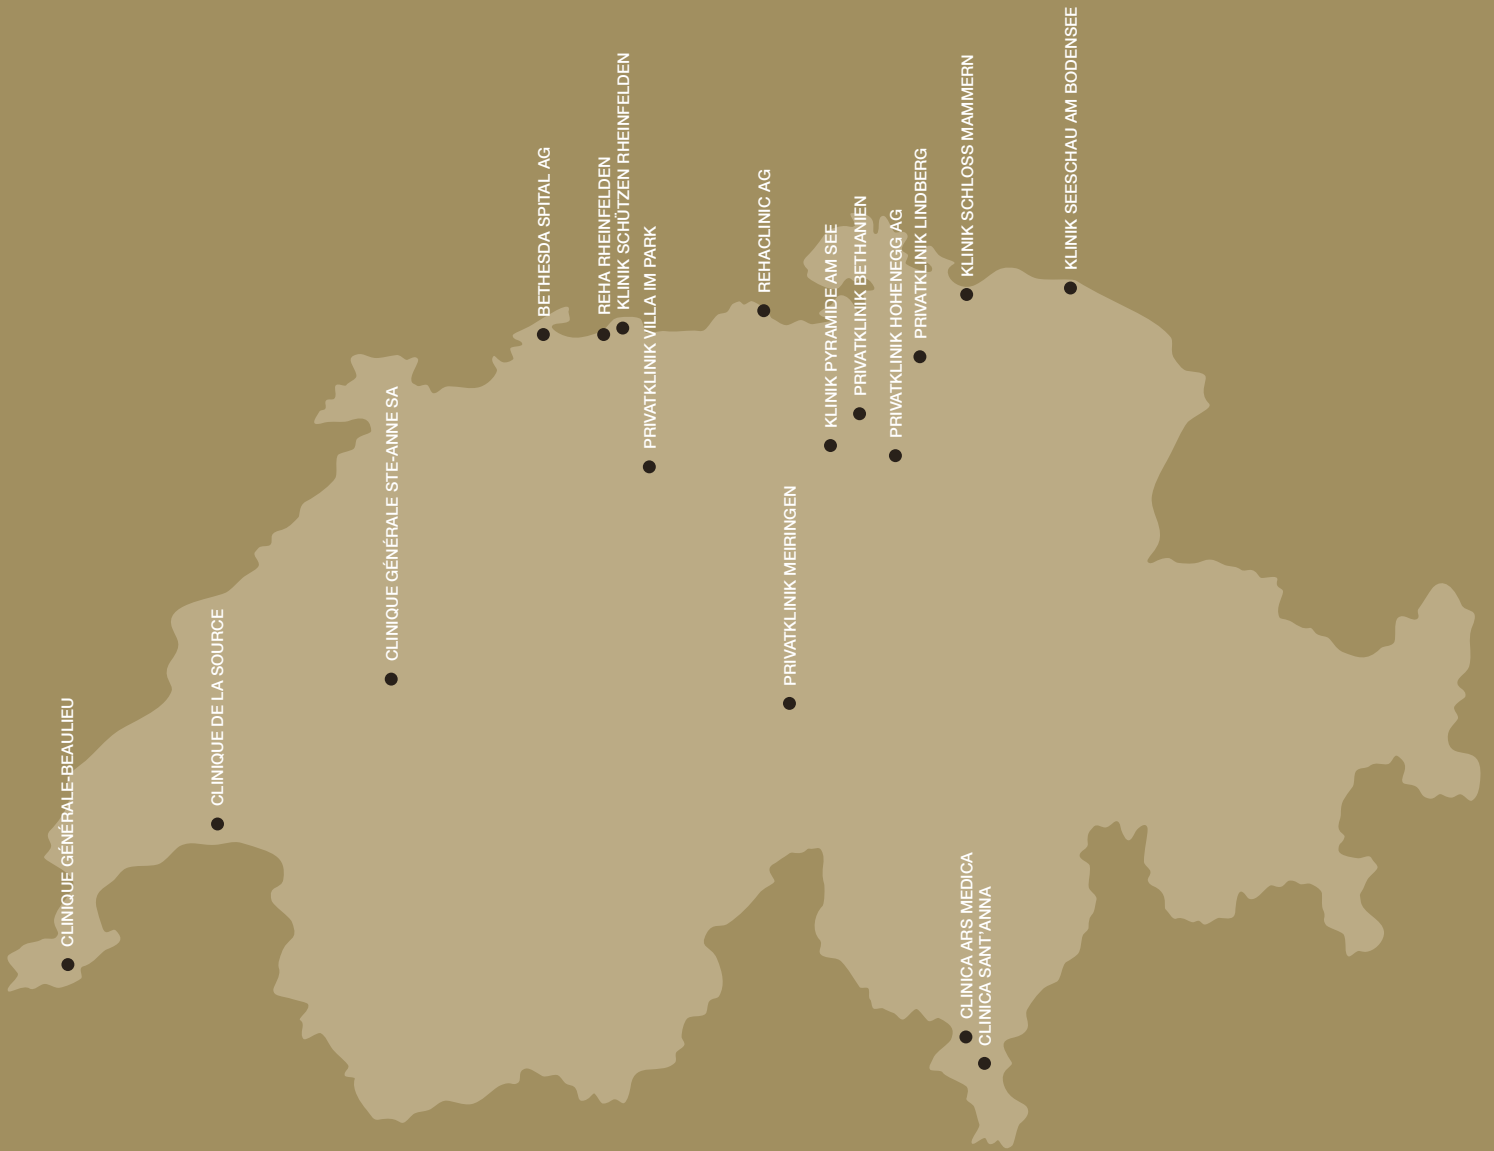 CLINIQUE GÉNÉRALE-BEAULIEU
CLINIQUE DE LA SOURCE
CLINIQUE GÉNÉRALE STE-ANNE SA
BETHESDA SPITAL AG
REHA RHEINFELDEN
KLINIK SCHÜTZEN RHEINFELDEN
PRIVATKLINIK VILLA IM PARK
REHACLINIC AG
PRIVATKLINIK MEIRINGEN
KLINIK PYRAMIDE AM SEE
PRIVATKLINIK BETHANIEN
PRIVATKLINIK HOHENEGG AG
PRIVATKLINIK LINDBERG
KLINIK SCHLOSS MAMMERN
CLINICA ARS MEDICA
CLINICA SANT'ANNA
KLINIK SEESCHAU AM BODENSEE